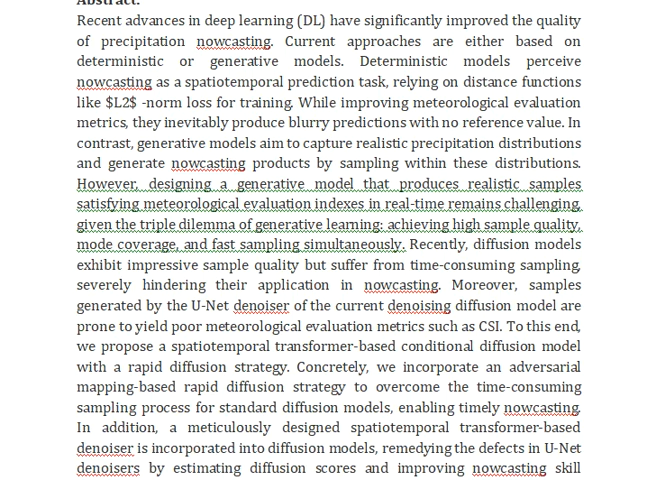 Abstract:
Recent advances in deep learning (DL) have significantly improved the quality
of precipitation nowcasting. Current approaches are either based on
deterministic or generative models. Deterministic models perceive
nowcasting as a spatiotemporal prediction task, relying on distance functions
like $L2$ -norm loss for training. While improving meteorological evaluation
metrics, they inevitably produce blurry predictions with no reference value. In
contrast, generative models aim to capture realistic precipitation distributions
and generate nowcasting products by sampling within these distributions.
However, designing a generative model that produces realistic samples
satisfying meteorological evaluation indexes in real-time remains challenging,
given the triple dilemma of generative learning: achieving high sample quality,
mode coverage, and fast sampling simultaneously. Recently, diffusion models
exhibit impressive sample quality but suffer from time-consuming sampling,
severely hindering their application in nowcasting. Moreover, samples
generated by the U-Net denoiser of the current denoising diffusion model are
prone to yield poor meteorological evaluation metrics such as CSI. To this end,
we propose a spatiotemporal transformer-based conditional diffusion model
with a rapid diffusion strategy. Concretely, we incorporate an adversarial
mapping-based rapid diffusion strategy to overcome the time-consuming
sampling process for standard diffusion models, enabling timely nowcasting.
In addition, a meticulously designed spatiotemporal transformer-based
denoiser is incorporated into diffusion models, remedying the defects in U-Net
denoisers by estimating diffusion scores and improving nowcasting skill